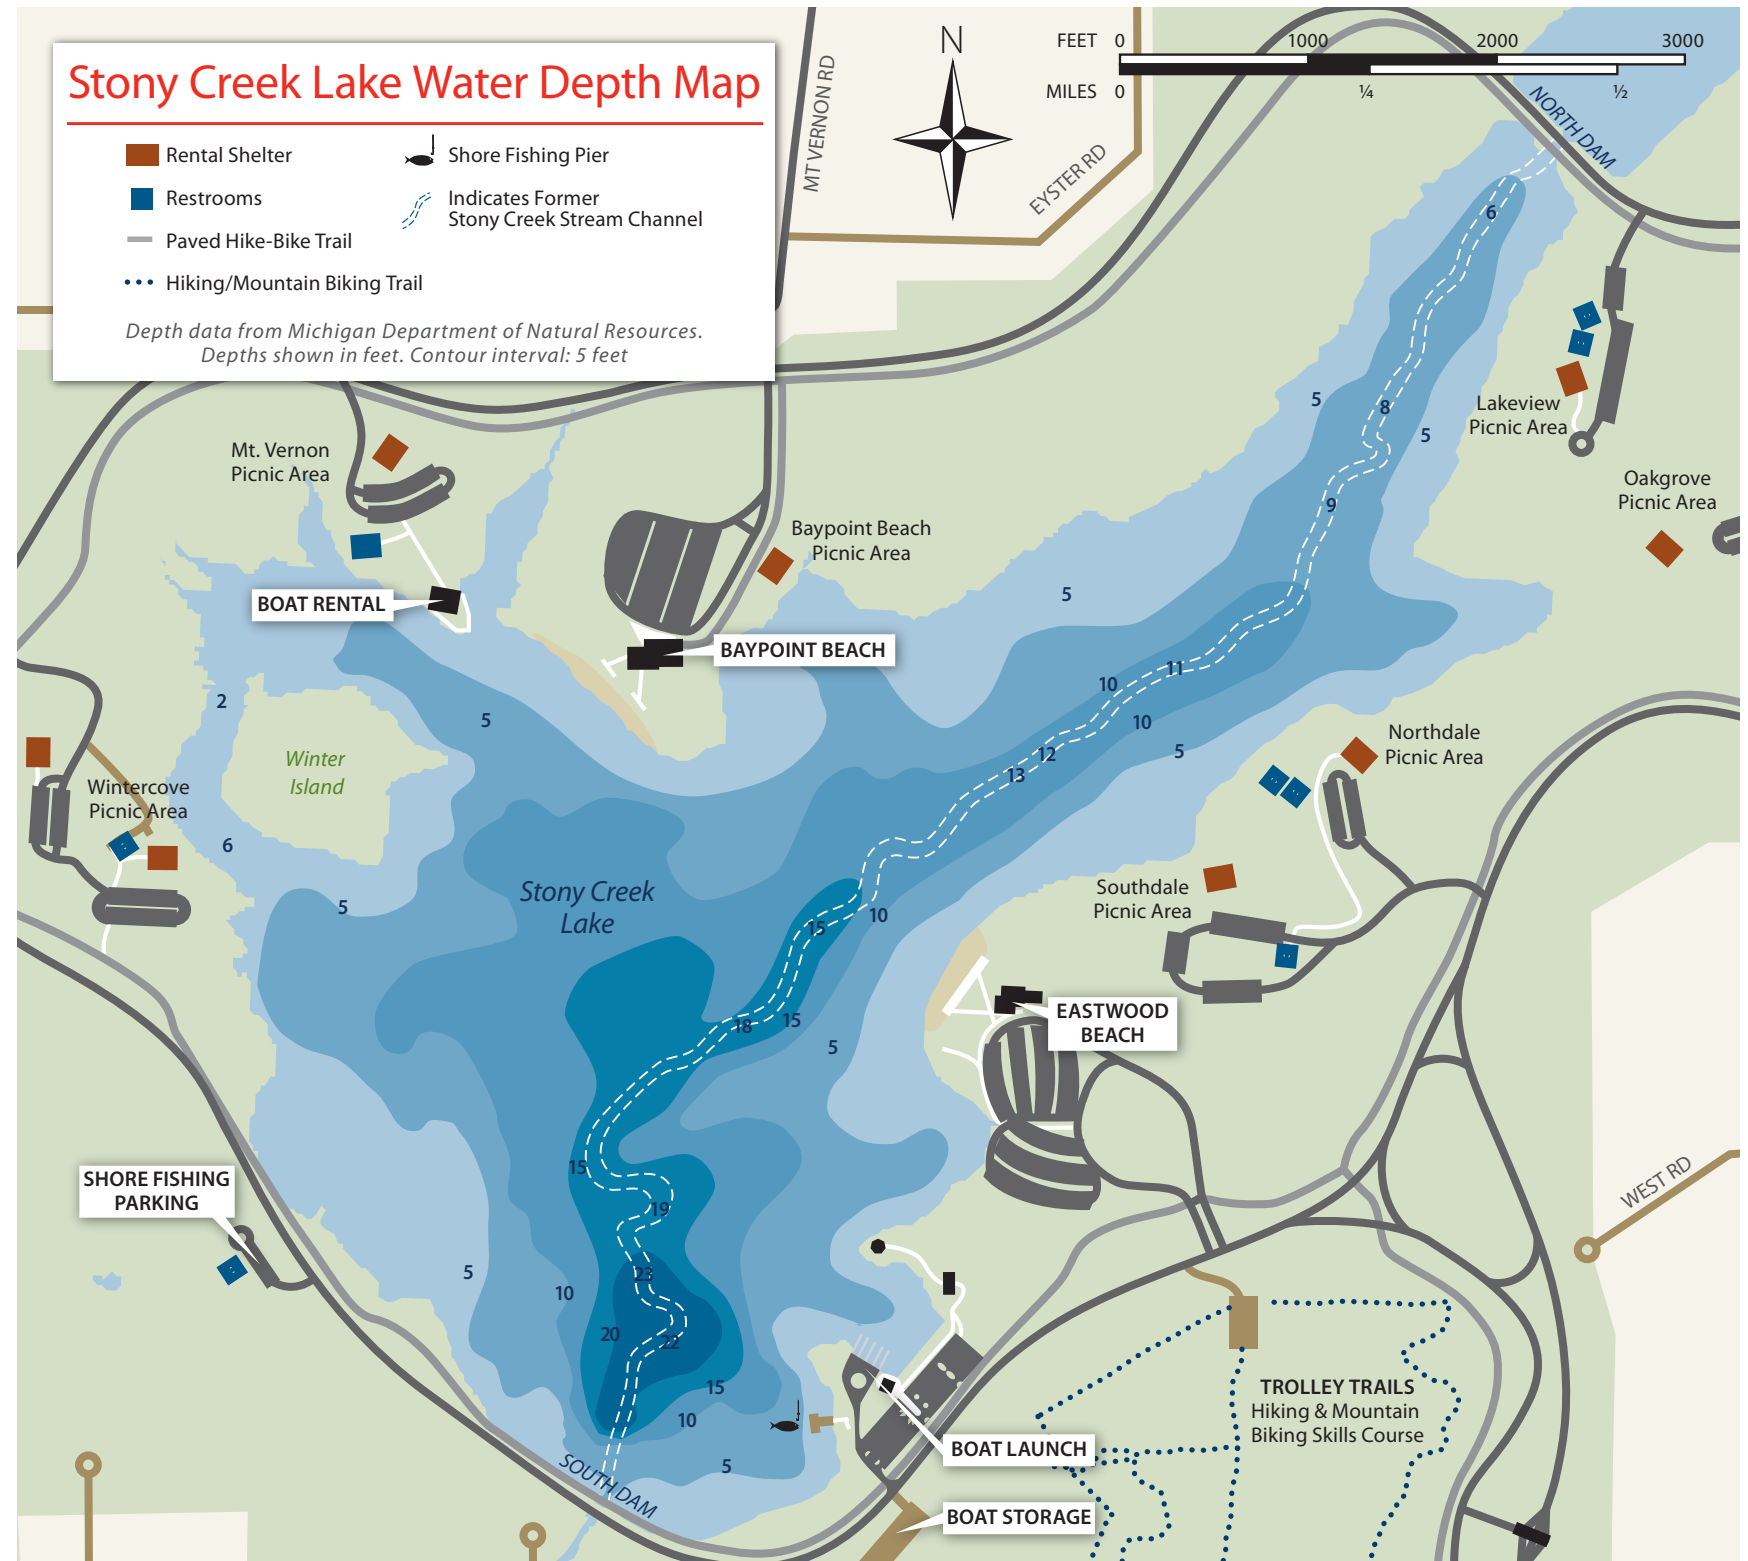 Stony Creek Lake Water Depth Map
Rental Shelter
Restrooms
Paved Hike-Bike Trail
Hiking/Mountain Biking Trail
Shore Fishing Pier
Indicates Former
Stony Creek Stream Channel
Depth data from Michigan Department of Natural Resources.
Depths shown in feet. Contour interval: 5 feet
N
FEET 0 1000 2000 3000
MILES 0 ¼ ½
MT VERNON RD
EYSTER RD
NORTH DAM
6
5
8
5
9
Lakeview
Picnic Area
Oakgrove
Picnic Area
Mt. Vernon
Picnic Area
Baypoint Beach
Picnic Area
BOAT RENTAL
BAYPOINT BEACH
5
2
5
10
11
10
5
12
13
Northdale
Picnic Area
Winter
Island
Wintercove
Picnic Area
6
5
Stony Creek
Lake
15
10
Southdale
Picnic Area
18
15
5
EASTWOOD
BEACH
SHORE FISHING
PARKING
15
19
WEST RD
5
10
23
20
22
15
10
5
SOUTH DAM
TROLLEY TRAILS
Hiking & Mountain
Biking Skills Course
BOAT LAUNCH
BOAT STORAGE